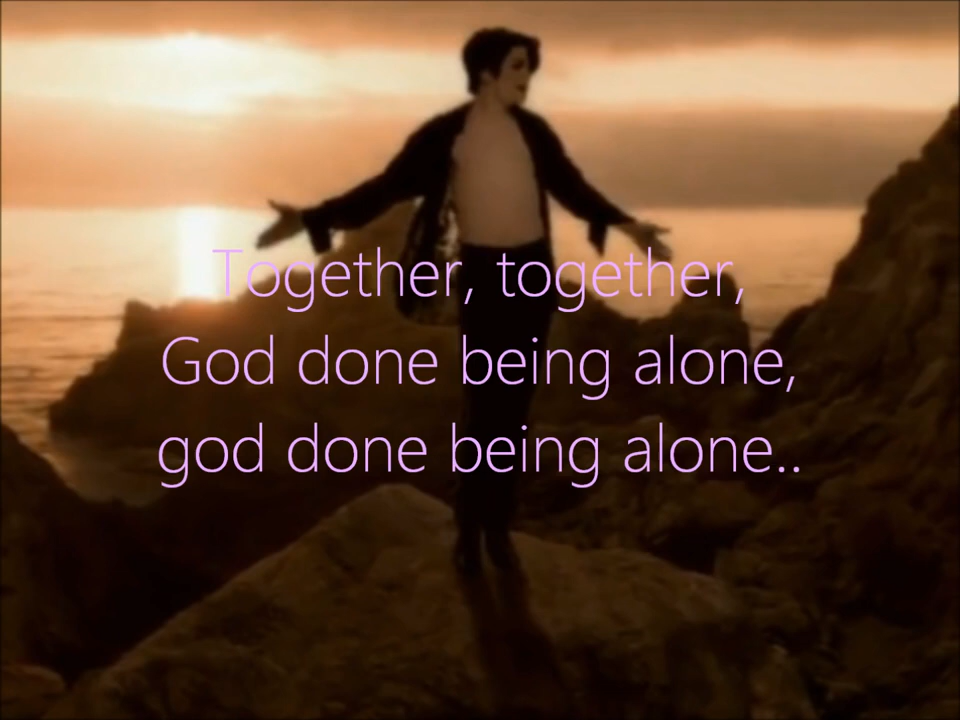 Together, together,
God done being alone,
god done being alone..